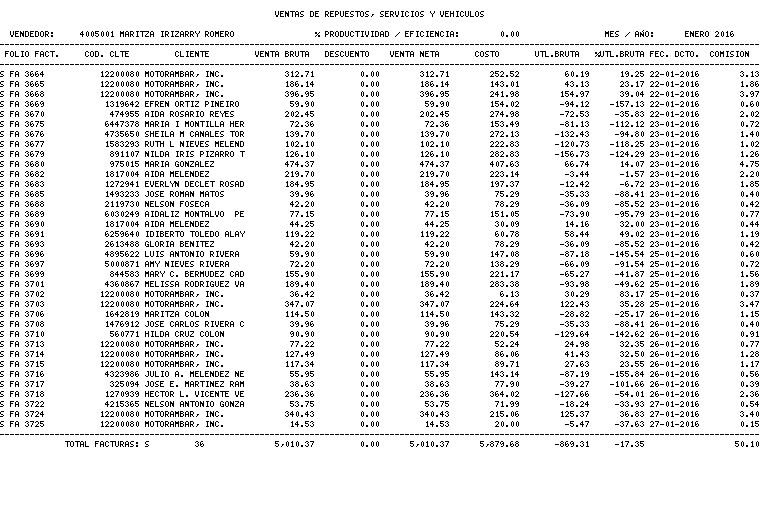 VENTAS DE REPUESTOS, SERVICIOS Y VEHICULOS
VENDEDOR: 4005001 MARITZA IRIZARRY ROMERO % PRODUCTIVIDAD / EFICIENCIA: 0.00 MES / AÑO: ENERO 2016
FOLIO FACT. COD. CLTE CLIENTE VENTA BRUTA DESCUENTO VENTA NETA COSTO UTL.BRUTA %UTL.BRUTA FEC. DCTO. COMISION
S FA 3664 12200080 MOTORAMBAR, INC. 312.71 0.00 312.71 252.52 60.19 19.25 22-01-2016 3.13
S FA 3665 12200080 MOTORAMBAR, INC. 186.14 0.00 186.14 143.01 43.13 23.17 22-01-2016 1.86
S FA 3668 12200080 MOTORAMBAR, INC. 396.95 0.00 396.95 241.98 154.97 39.04 22-01-2016 3.97
S FA 3669 1319642 EFREN ORTIZ PINEIRO 59.90 0.00 59.90 154.02 -94.12 -157.13 22-01-2016 0.60
S FA 3670 474955 AIDA ROSARIO REYES 202.45 0.00 202.45 274.98 -72.53 -35.83 22-01-2016 2.02
S FA 3675 6447378 MARIA I MONTILLA HER 72.36 0.00 72.36 153.49 -81.13 -112.12 22-01-2016 0.72
S FA 3676 4735650 SHEILA M CANALES TOR 139.70 0.00 139.70 272.13 -132.43 -94.80 23-01-2016 1.40
S FA 3677 1583293 RUTH L NIEVES MELEND 102.10 0.00 102.10 222.83 -120.73 -118.25 23-01-2016 1.02
S FA 3679 891107 NILDA IRIS PIZARRO T 126.10 0.00 126.10 282.83 -156.73 -124.29 23-01-2016 1.26
S FA 3680 975015 MARIA GONZALEZ 474.37 0.00 474.37 407.63 66.74 14.07 23-01-2016 4.75
S FA 3682 1817004 AIDA MELENDEZ 219.70 0.00 219.70 223.14 -3.44 -1.57 23-01-2016 2.20
S FA 3683 1272941 EVERLYN DECLET ROSAD 184.95 0.00 184.95 197.37 -12.42 -6.72 23-01-2016 1.85
S FA 3685 1493233 JOSE ROMAN MATOS 39.96 0.00 39.96 75.29 -35.33 -88.41 23-01-2016 0.40
S FA 3688 2119730 NELSON FOSECA 42.20 0.00 42.20 78.29 -36.09 -85.52 23-01-2016 0.42
S FA 3689 6030249 AIDALIZ MONTALVO PE 77.15 0.00 77.15 151.05 -73.90 -95.79 23-01-2016 0.77
S FA 3690 1817004 AIDA MELENDEZ 44.25 0.00 44.25 30.09 14.16 32.00 23-01-2016 0.44
S FA 3691 6259640 IDIBERTO TOLEDO ALAY 119.22 0.00 119.22 60.78 58.44 49.02 23-01-2016 1.19
S FA 3693 2613488 GLORIA BENITEZ 42.20 0.00 42.20 78.29 -36.09 -85.52 23-01-2016 0.42
S FA 3696 4895622 LUIS ANTONIO RIVERA 59.90 0.00 59.90 147.08 -87.18 -145.54 25-01-2016 0.60
S FA 3697 5000871 AMY NIEVES RIVERA 72.20 0.00 72.20 138.29 -66.09 -91.54 25-01-2016 0.72
S FA 3699 844583 MARY C. BERMUDEZ CAD 155.90 0.00 155.90 221.17 -65.27 -41.87 25-01-2016 1.56
S FA 3701 4360867 MELISSA RODRIGUEZ VA 189.40 0.00 189.40 283.38 -93.98 -49.62 25-01-2016 1.89
S FA 3702 12200080 MOTORAMBAR, INC. 36.42 0.00 36.42 6.13 30.29 83.17 25-01-2016 0.37
S FA 3703 12200080 MOTORAMBAR, INC. 347.07 0.00 347.07 224.64 122.43 35.28 25-01-2016 3.47
S FA 3706 1642819 MARITZA COLON 114.50 0.00 114.50 143.32 -28.82 -25.17 26-01-2016 1.15
S FA 3708 1476912 JOSE CARLOS RIVERA C 39.96 0.00 39.96 75.29 -35.33 -88.41 26-01-2016 0.40
S FA 3710 560771 HILDA CRUZ COLON 90.90 0.00 90.90 220.54 -129.64 -142.62 26-01-2016 0.91
S FA 3713 12200080 MOTORAMBAR, INC. 77.22 0.00 77.22 52.24 24.98 32.35 26-01-2016 0.77
S FA 3714 12200080 MOTORAMBAR, INC. 127.49 0.00 127.49 86.06 41.43 32.50 26-01-2016 1.28
S FA 3715 12200080 MOTORAMBAR, INC. 117.34 0.00 117.34 89.71 27.63 23.55 26-01-2016 1.17
S FA 3716 4323986 JULIO A. MELENDEZ NE 55.95 0.00 55.95 143.14 -87.19 -155.84 26-01-2016 0.56
S FA 3717 325094 JOSE E. MARTINEZ RAM 38.63 0.00 38.63 77.90 -39.27 -101.66 26-01-2016 0.39
S FA 3718 1270939 HECTOR L. VICENTE VE 236.36 0.00 236.36 364.02 -127.66 -54.01 26-01-2016 2.36
S FA 3722 4215365 NELSON ANTONIO GONZA 53.75 0.00 53.75 71.99 -18.24 -33.93 27-01-2016 0.54
S FA 3724 12200080 MOTORAMBAR, INC. 340.43 0.00 340.43 215.06 125.37 36.83 27-01-2016 3.40
S FA 3725 12200080 MOTORAMBAR, INC. 14.53 0.00 14.53 20.00 -5.47 -37.63 27-01-2016 0.15
TOTAL FACTURAS: S 36 5,010.37 0.00 5,010.37 5,879.68 -869.31 -17.35 50.10